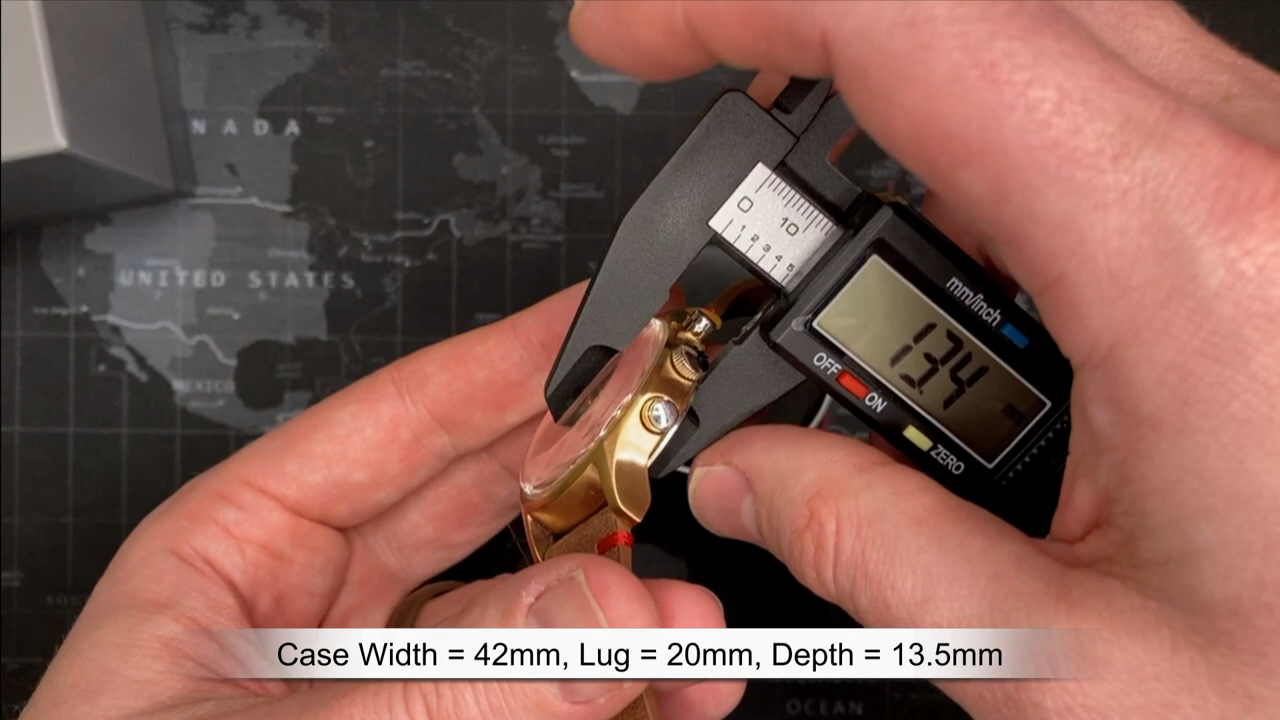 NADA
UNITED STATES
MEXICO
0 10
1 2 3 4 5
mm/inch
13.4
OFF ON
ZERO
Case Width = 42mm, Lug = 20mm, Depth = 13.5mm
OCEAN